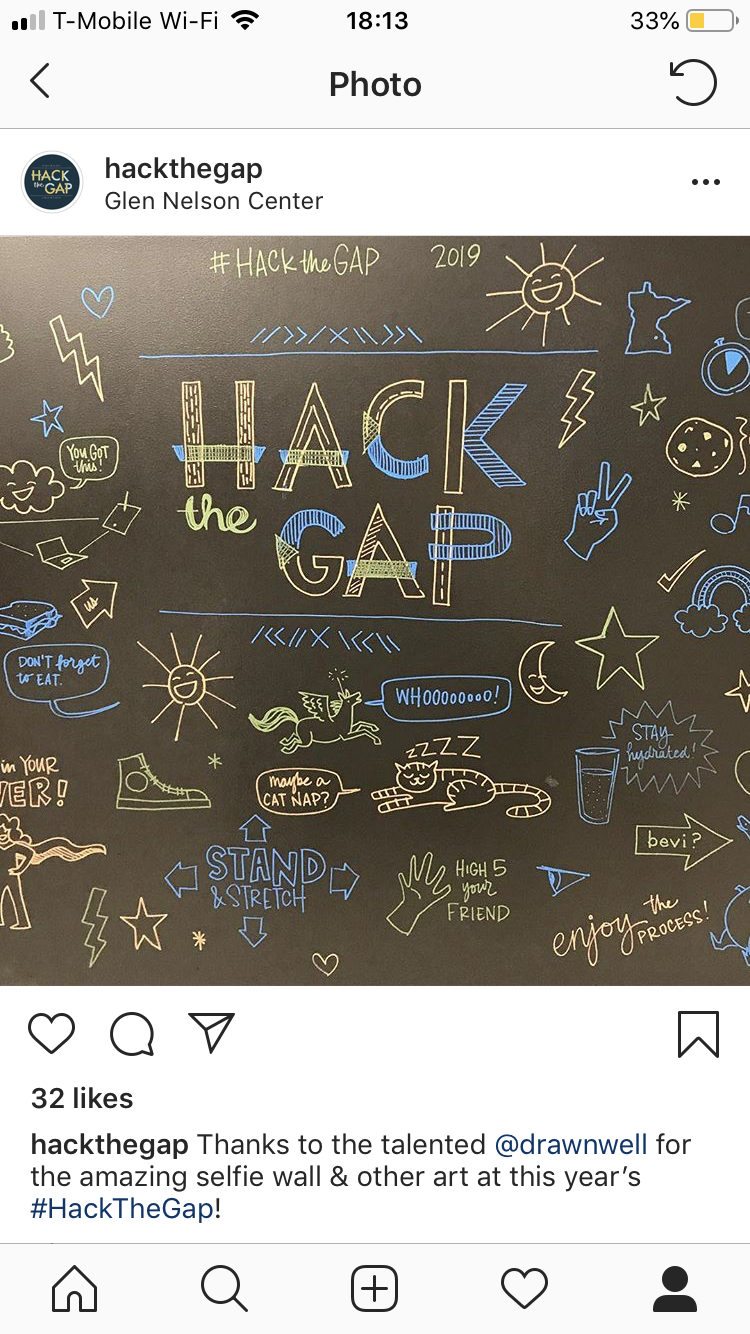 T-Mobile Wi-Fi 18:13 33%
Photo
HACK
the GAP
hackthegap
Glen Nelson Center
#HACK the GAP 2019
HACK
the
GAP
You GOT
this!
us
DON'T forget
to EAT.
WHOOOOOOOO!
STAY
hydrated!
in YOUR
VER!
zzzz
maybe a
CAT NAP?
bevi?
STAND
& STRETCH
HIGH 5
your
FRIEND
enjoy the
PROCESS!
32 likes
hackthegap Thanks to the talented @drawnwell for
the amazing selfie wall & other art at this year's
#HackTheGap!